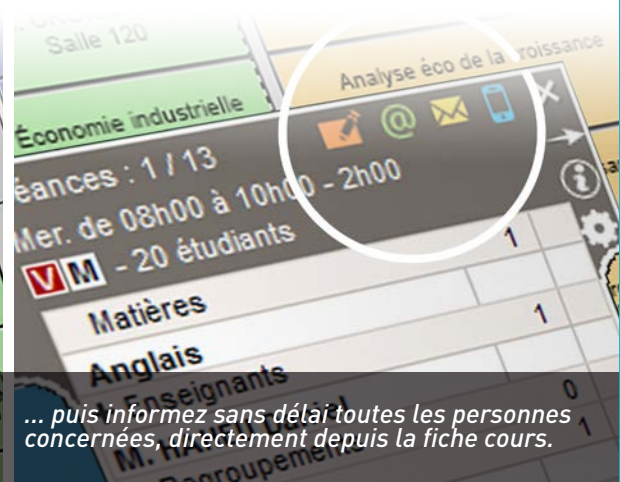 Salle 120
Analyse éco de la croissance
Économie industrielle
éances : 1 / 13
Mer. de 08h00 à 10h00 - 2h00
V M - 20 étudiants
1
Matières
1
Anglais
Enseignants
0
M.
1
Regroupements
... puis informez sans délai toutes les personnes
concernées, directement depuis la fiche cours.